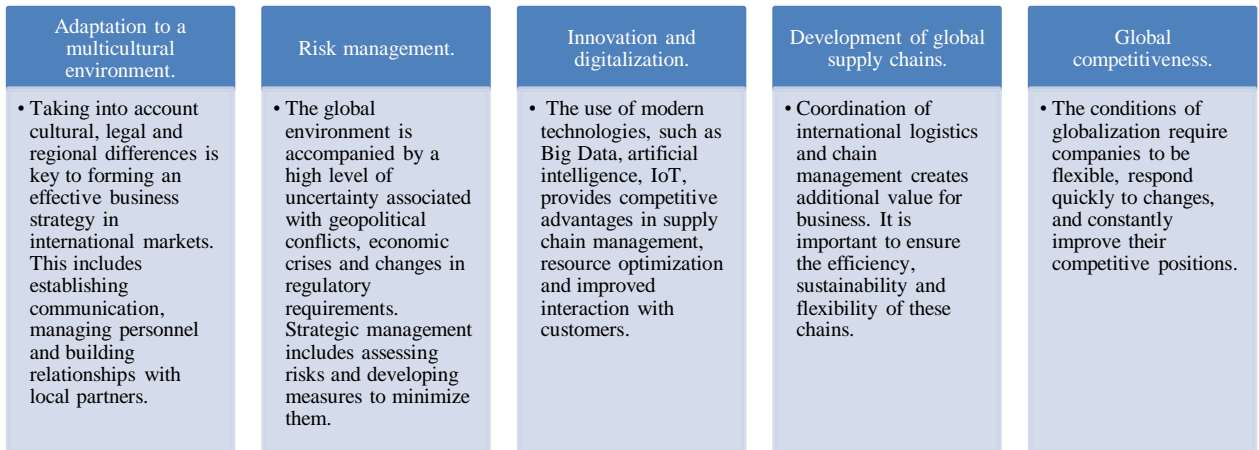 Adaptation to a
multicultural
environment.
• Taking into account
cultural, legal and
regional differences is
key to forming an
effective business
strategy in
international markets.
This includes
establishing
communication,
managing personnel
and building
relationships with
local partners.
Risk management.
• The global
environment is
accompanied by a
high level of
uncertainty associated
with geopolitical
conflicts, economic
crises and changes in
regulatory
requirements.
Strategic management
includes assessing
risks and developing
measures to minimize
them.
Innovation and
digitalization.
• The use of modern
technologies, such as
Big Data, artificial
intelligence, IoT,
provides competitive
advantages in supply
chain management,
resource optimization
and improved
interaction with
customers.
Development of global
supply chains.
• Coordination of
international logistics
and chain
management creates
additional value for
business. It is
important to ensure
the efficiency,
sustainability and
flexibility of these
chains.
Global
competitiveness.
• The conditions of
globalization require
companies to be
flexible, respond
quickly to changes,
and constantly
improve their
competitive positions.